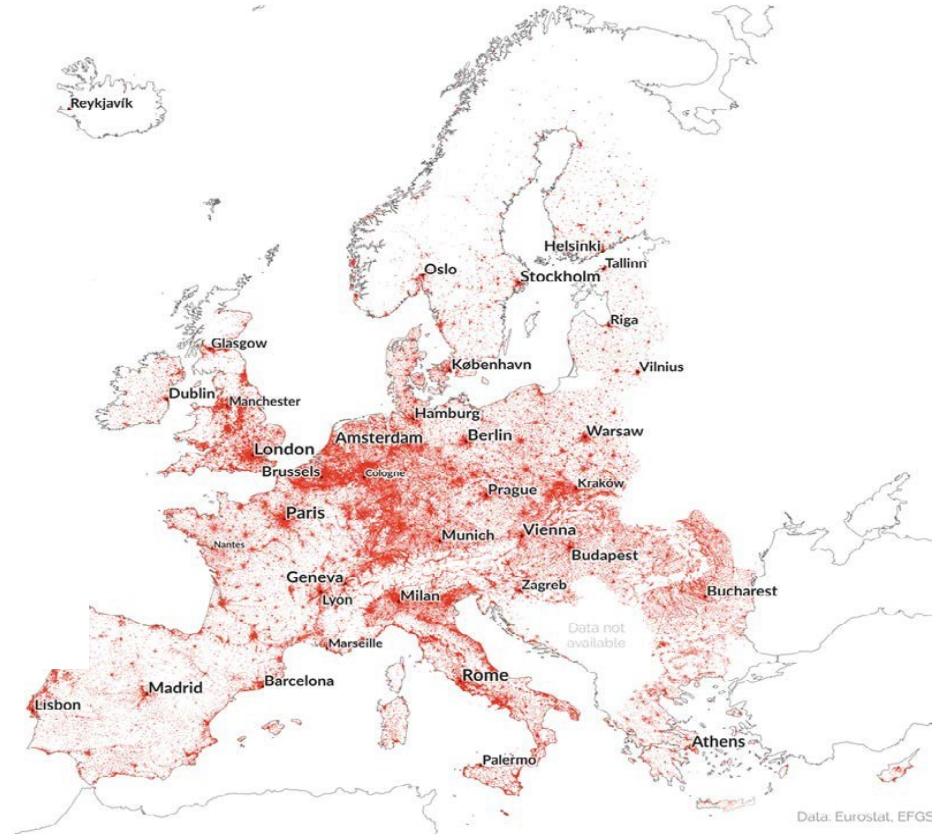 Reykjavík
Helsinki
Tallinn
Oslo
Stockholm
Riga
Glasgow
København
Vilnius
Dublin
Manchester
Hamburg
Amsterdam
Berlin
Warsaw
London
Brussels
Cologne
Kraków
Prague
Paris
Vienna
Munich
Nantes
Budapest
Geneva
Zagreb
Lyon
Milan
Bucharest
Data not
available
Marseille
Rome
Barcelona
Madrid
Lisbon
Athens
Palermo
Data: Eurostat, EFGS